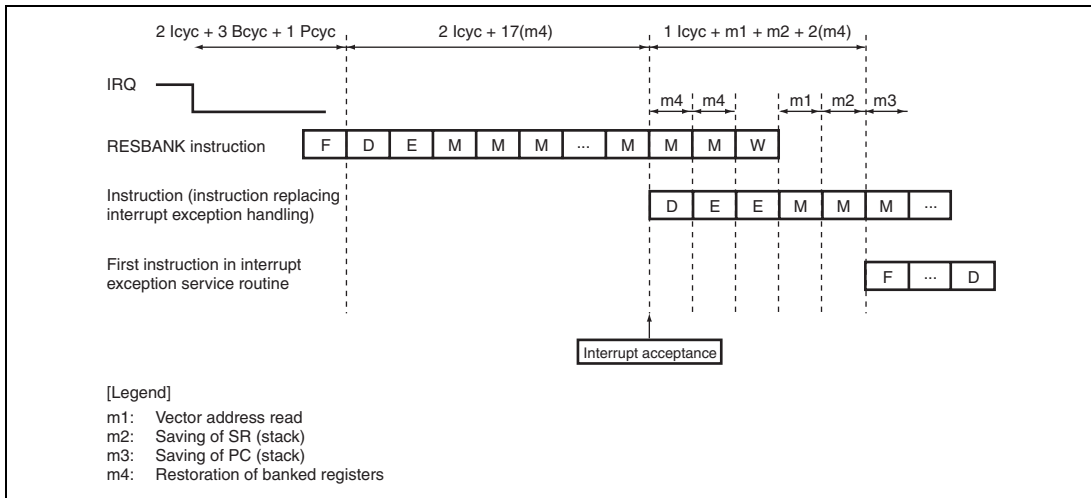 2 Icyc + 3 Bcyc + 1 Pcyc 2 Icyc + 17(m4) 1 Icyc + m1 + m2 + 2(m4)
IRQ
m4 m4 m1 m2 m3
RESBANK instruction F D E M M M ... M M M W
Instruction (instruction replacing
interrupt exception handling) D E E M M M ...
First instruction in interrupt
exception service routine F ... D
Interrupt acceptance
[Legend]
m1: Vector address read
m2: Saving of SR (stack)
m3: Saving of PC (stack)
m4: Restoration of banked registers